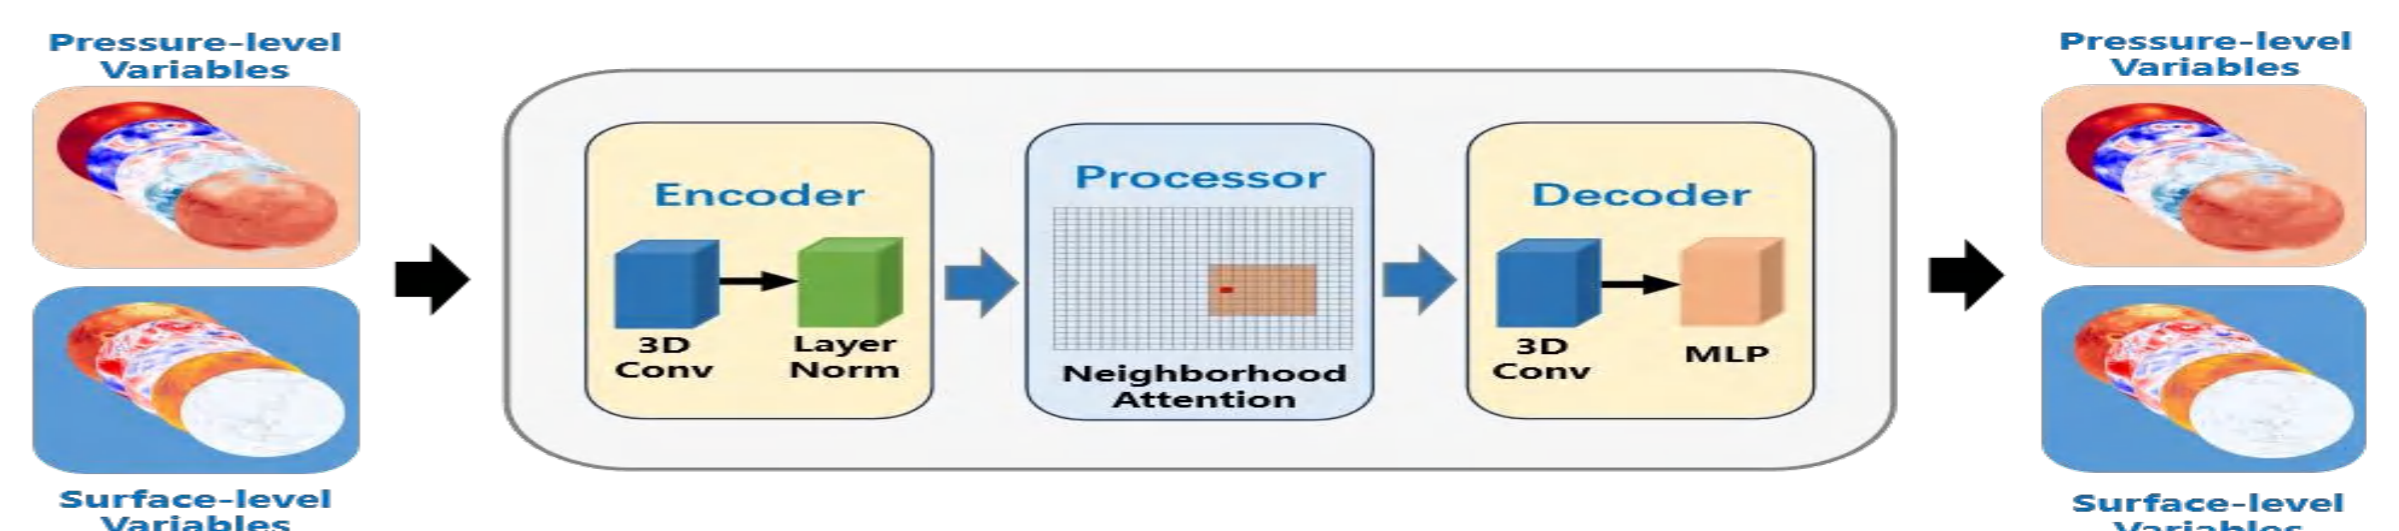 Pressure-level
Variables
Surface-level
Variables
Encoder
3D
Conv
Layer
Norm
Processor
Neighborhood
Attention
Decoder
3D
Conv
MLP
Pressure-level
Variables
Surface-level
Variables